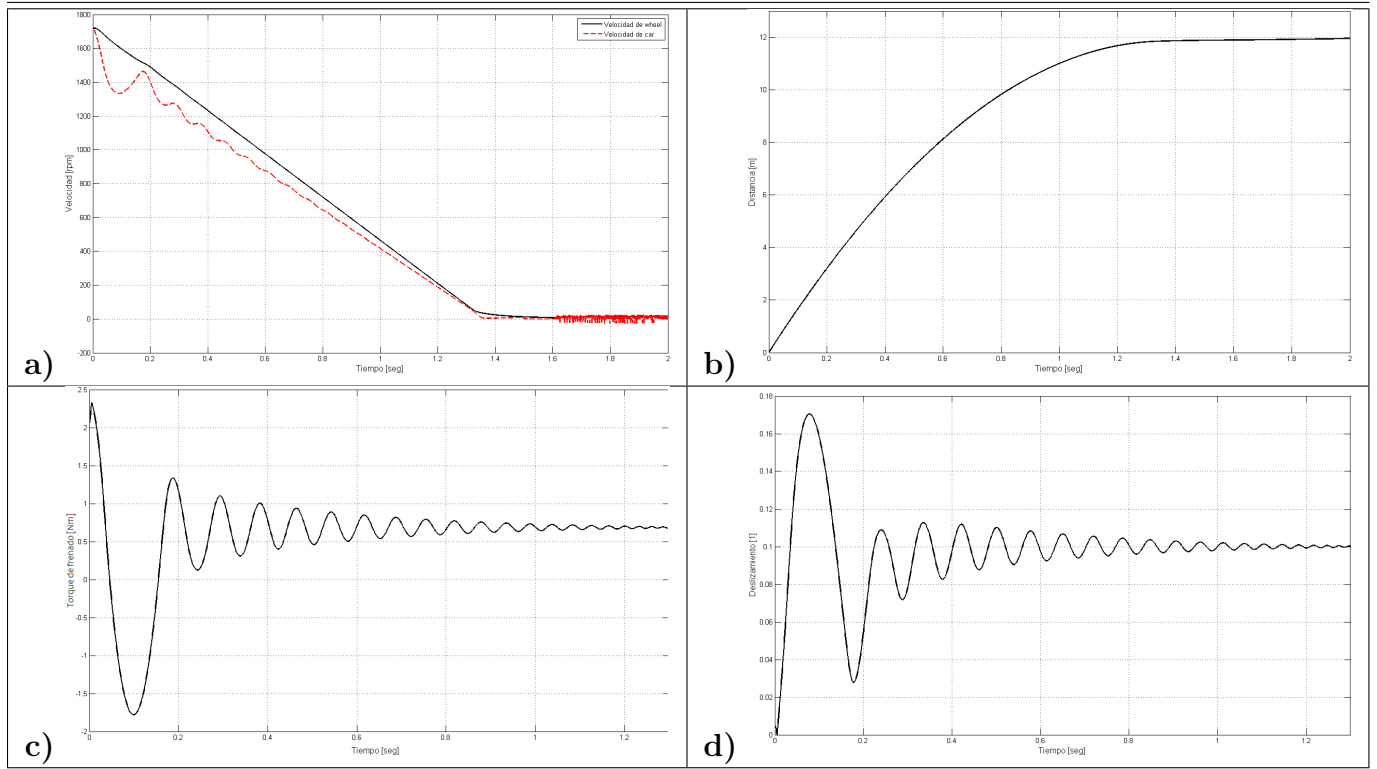 1800
1600
1400
1200
1000
800
600
400
200
0
-200
Velocidad [rpm]
Velocidad de wheel
Velocidad de car
0 0.2 0.4 0.6 0.8 1 1.2 1.4 1.6 1.8 2
Tiempo [seg]
a)
12
10
8
6
4
2
0
Distancia [m]
0.2 0.4 0.6 0.8 1 1.2 1.4 1.6 1.8 2
Tiempo [seg]
b)
2.5
2
1.5
1
0.5
0
-0.5
-1
-1.5
-2
Torque de frenado [Nm]
0 0.2 0.4 0.6 0.8 1 1.2
Tiempo [seg]
c)
0.18
0.16
0.14
0.12
0.1
0.08
0.06
0.04
0.02
0
Deslizamiento [1]
0 0.2 0.4 0.6 0.8 1 1.2
Tiempo [seg]
d)